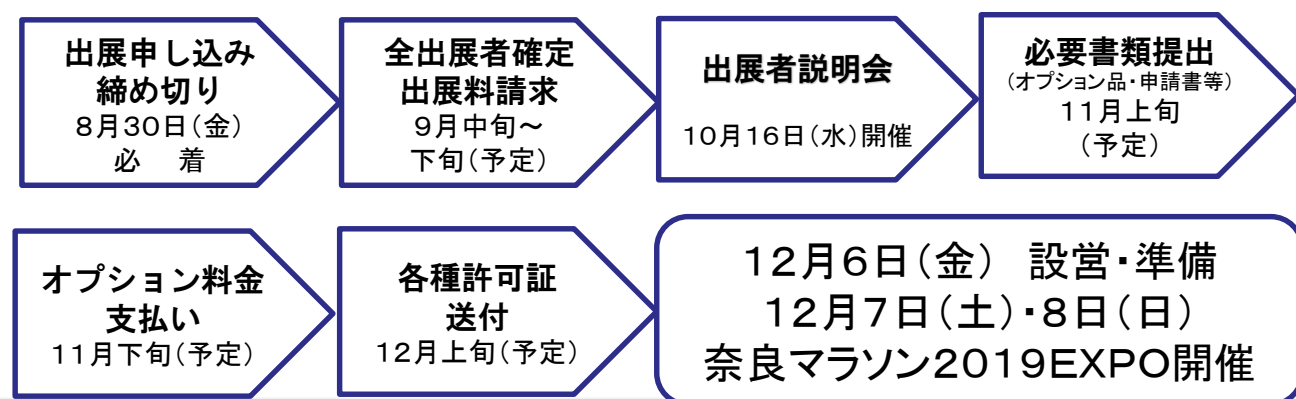 出展申し込み
締め切り
８月３０日（金）
必　着
全出展者確定
出展料請求
９月中旬～
下旬（予定）
出展者説明会
１０月１６日（水）開催
必要書類提出
（オプション品・申請書等）
１１月上旬
（予定）
オプション料金
支払い
１１月下旬（予定）
各種許可証
送付
１２月上旬（予定）
１２月６日（金）　設営・準備
１２月７日（土）・８日（日）
奈良マラソン２０１９ＥＸＰＯ開催